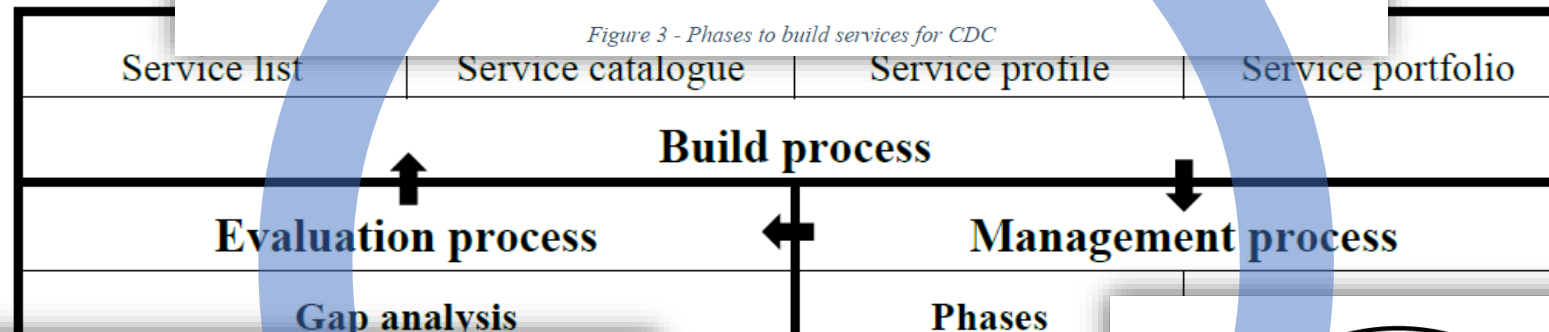 Figure 3 - Phases to build services for CDC
Service list Service catalogue Service profile Service portfolio
Build process
Evaluation process Management process
Gap analysis Phases